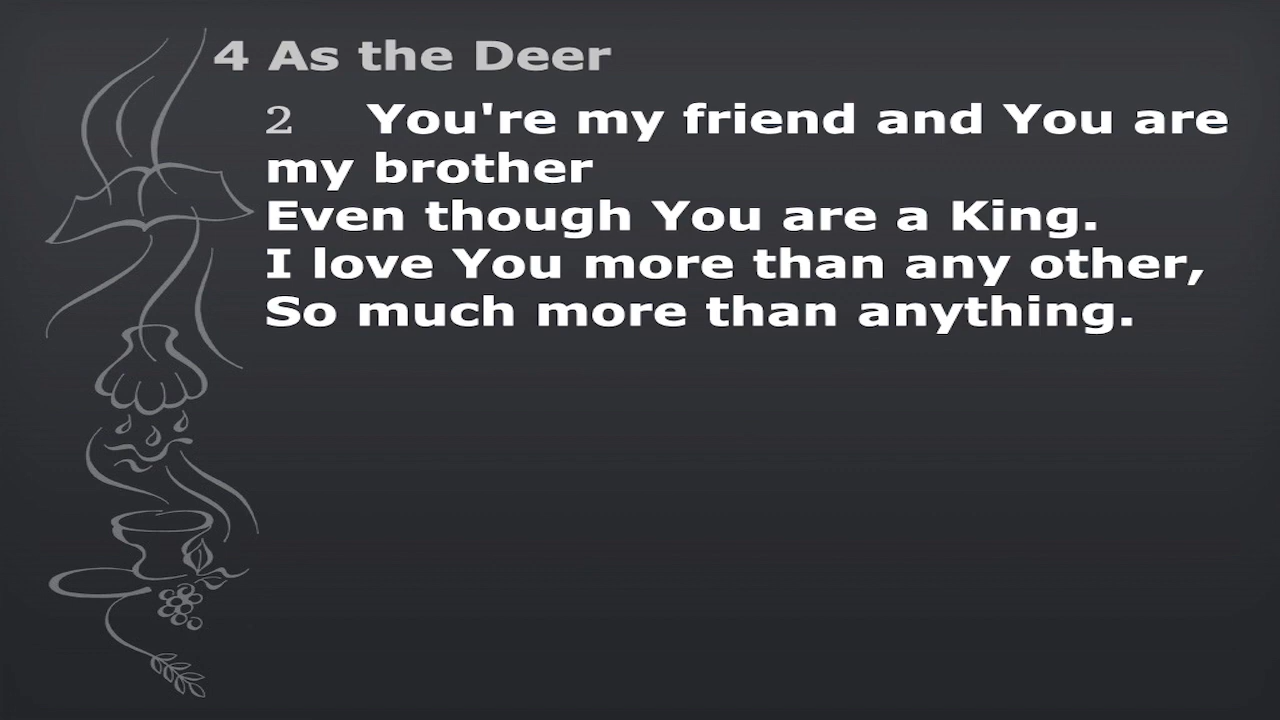 4 As the Deer
2 You're my friend and You are
my brother
Even though You are a King.
I love You more than any other,
So much more than anything.